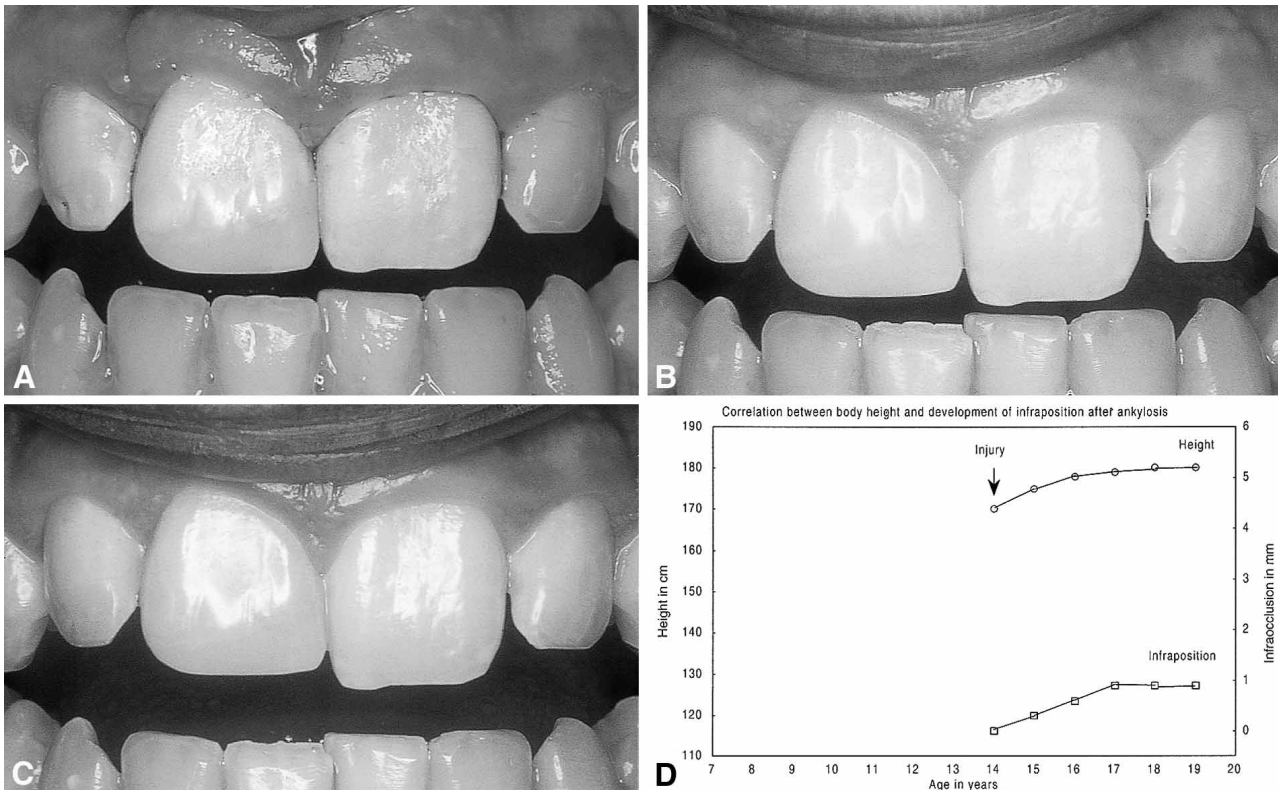 A
B
C
D
Correlation between body height and development of infraposition after ankylosis
190
180
170
160
150
140
130
120
110
Height in cm
Injury
Height
Infraposition
6
5
4
3
2
1
0
Infraocclusion in mm
7 8 9 10 11 12 13 14 15 16 17 18 19 20
Age in years